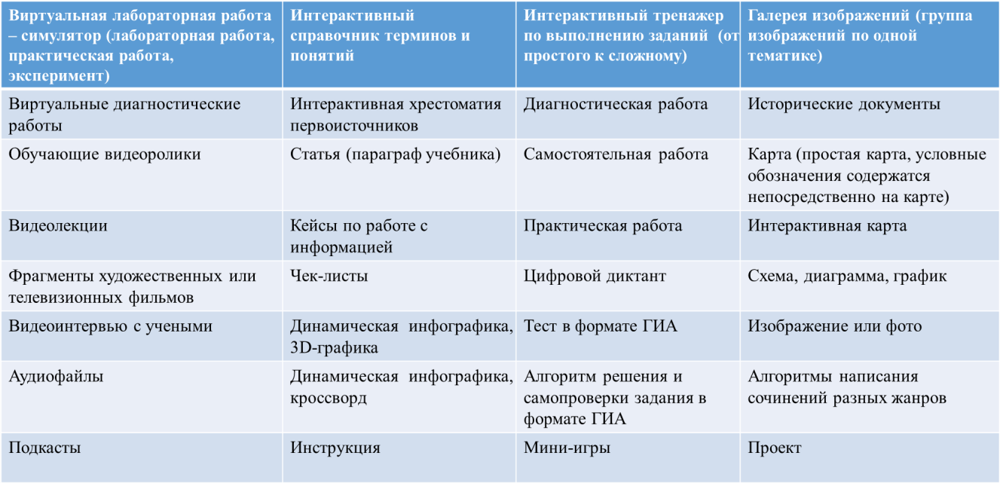 Виртуальная лабораторная работа
– симулятор (лабораторная работа,
практическая работа,
эксперимент)
Интерактивный
справочник терминов и
понятий
Интерактивный тренажер
по выполнению заданий (от
простого к сложному)
Галерея изображений (группа
изображений по одной
тематике)
Виртуальные диагностические
работы
Интерактивная хрестоматия
первоисточников
Диагностическая работа
Исторические документы
Обучающие видеоролики
Статья (параграф учебника)
Самостоятельная работа
Карта (простая карта, условные
обозначения содержатся
непосредственно на карте)
Видеолекции
Кейсы по работе с
информацией
Практическая работа
Интерактивная карта
Фрагменты художественных или
телевизионных фильмов
Чек-листы
Цифровой диктант
Схема, диаграмма, график
Видеоинтервью с учеными
Динамическая инфографика,
3D-графика
Тест в формате ГИА
Изображение или фото
Аудиофайлы
Динамическая инфографика,
кроссворд
Алгоритм решения и
самопроверки задания в
формате ГИА
Алгоритмы написания
сочинений разных жанров
Подкасты
Инструкция
Мини-игры
Проект